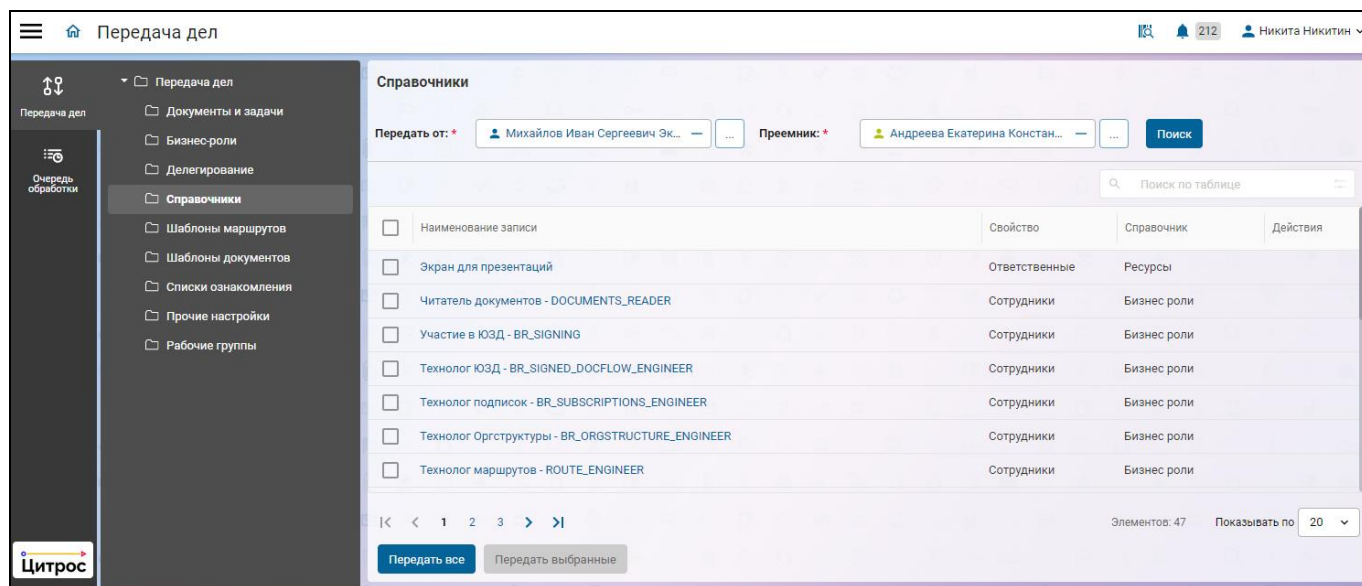 Передача дел
212
Никита Никитин
Передача дел
Очередь
обработки
Передача дел
Документы и задачи
Бизнес-роли
Делегирование
Справочники
Шаблоны маршрутов
Шаблоны документов
Списки ознакомления
Прочие настройки
Рабочие группы
Цитрос
Справочники
Передать от: * Михайлов Иван Сергеевич Эк... ... Преемник: * Андреева Екатерина Констан... ... Поиск
Поиск по таблице
Наименование записи Свойство Справочник Действия
Экран для презентаций Ответственные Ресурсы
Читатель документов - DOCUMENTS_READER Сотрудники Бизнес роли
Участие в ЮЗД - BR_SIGNING Сотрудники Бизнес роли
Технолог ЮЗД - BR_SIGNED_DOCFLOW_ENGINEER Сотрудники Бизнес роли
Технолог подписок - BR_SUBSCRIPTIONS_ENGINEER Сотрудники Бизнес роли
Технолог Оргструктуры - BR_ORGSTRUCTURE_ENGINEER Сотрудники Бизнес роли
Технолог маршрутов - ROUTE_ENGINEER Сотрудники Бизнес роли
1 2 3 Элементов: 47 Показывать по 20
Передать все Передать выбранные